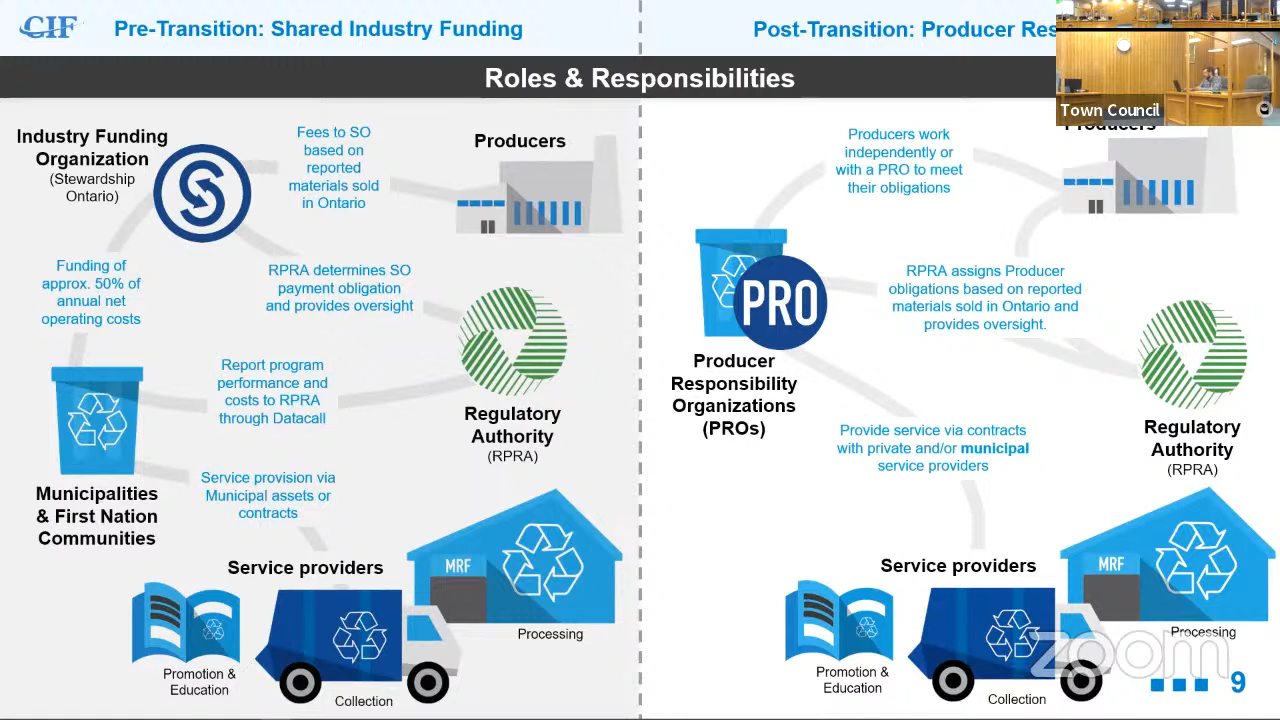 CIF
Pre-Transition: Shared Industry Funding
Post-Transition: Producer
Roles & Responsibilities
Town Council
Industry Funding
Organization
(Stewardship
Ontario)
Fees to SO
based on
reported
materials sold
in Ontario
Producers
Funding of
approx. 50% of
annual net
operating costs
RPRA determines SO
payment obligation
and provides oversight
Report program
performance and
costs to RPRA
through Datacall
Regulatory
Authority
(RPRA)
Municipalities
& First Nation
Communities
Service provision via
Municipal assets or
contracts
Service providers
MRF
Processing
Promotion &
Education
Collection
Producers work
independently or
with a PRO to meet
their obligations
Producers
PRO
Producer
Responsibility
Organizations
(PROs)
RPRA assigns Producer
obligations based on reported
materials sold in Ontario and
provides oversight.
Regulatory
Authority
(RPRA)
Provide service via contracts
with private and/or municipal
service providers
Service providers
MRF
Processing
Promotion &
Education
Collection
zoom
9